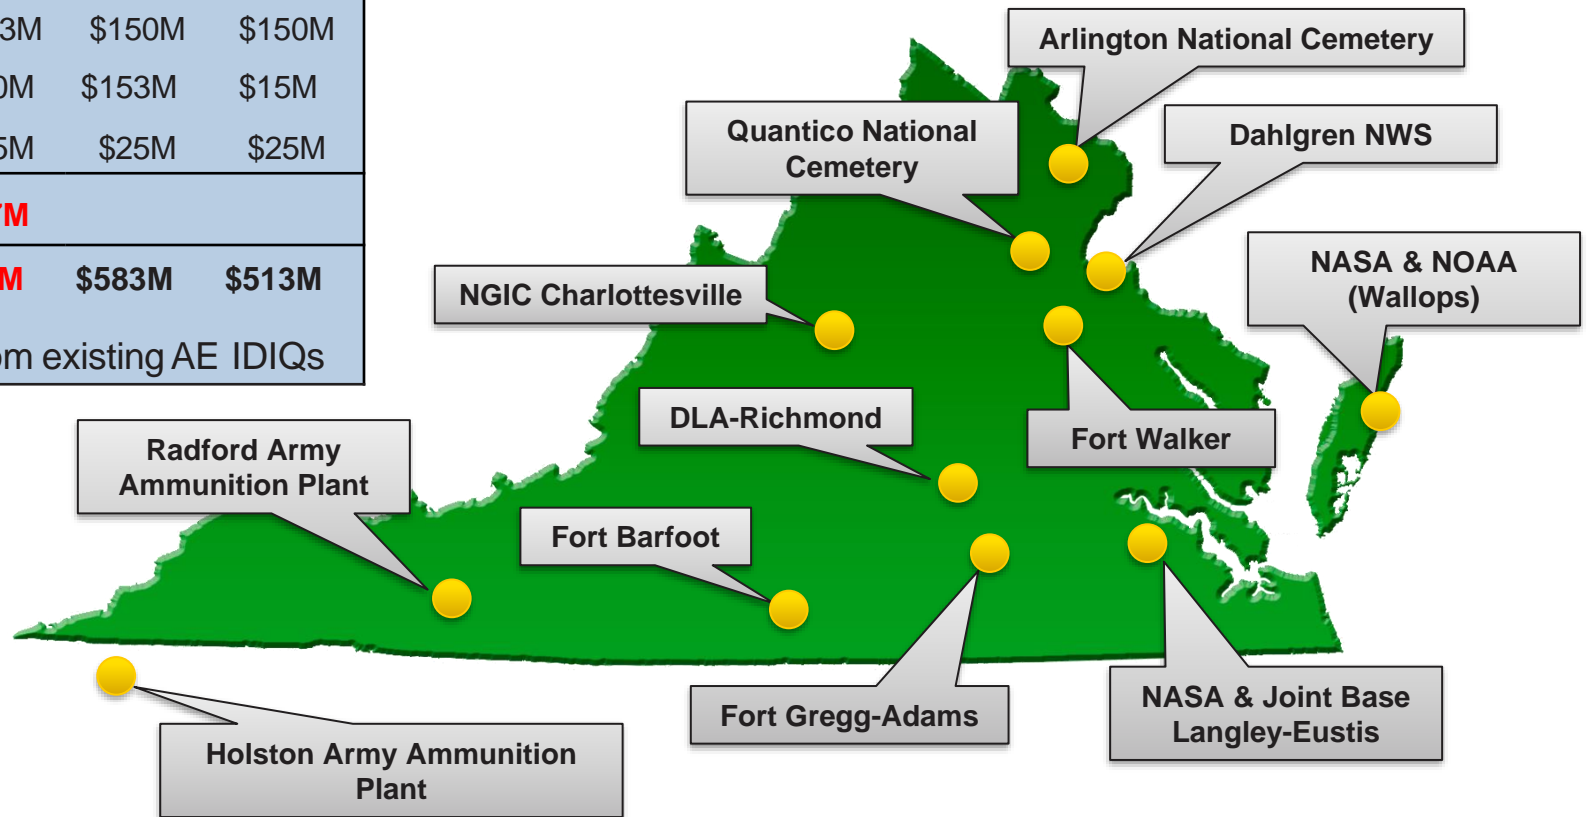 3M $150M $150M
0M $153M $15M
5M $25M $25M
7M
M $583M $513M
om existing AE IDIQs
Arlington National Cemetery
Quantico National
Cemetery
Dahlgren NWS
NASA & NOAA
(Wallops)
NGIC Charlottesville
DLA-Richmond
Fort Walker
Radford Army
Ammunition Plant
Fort Barfoot
Fort Gregg-Adams
NASA & Joint Base
Langley-Eustis
Holston Army Ammunition
Plant